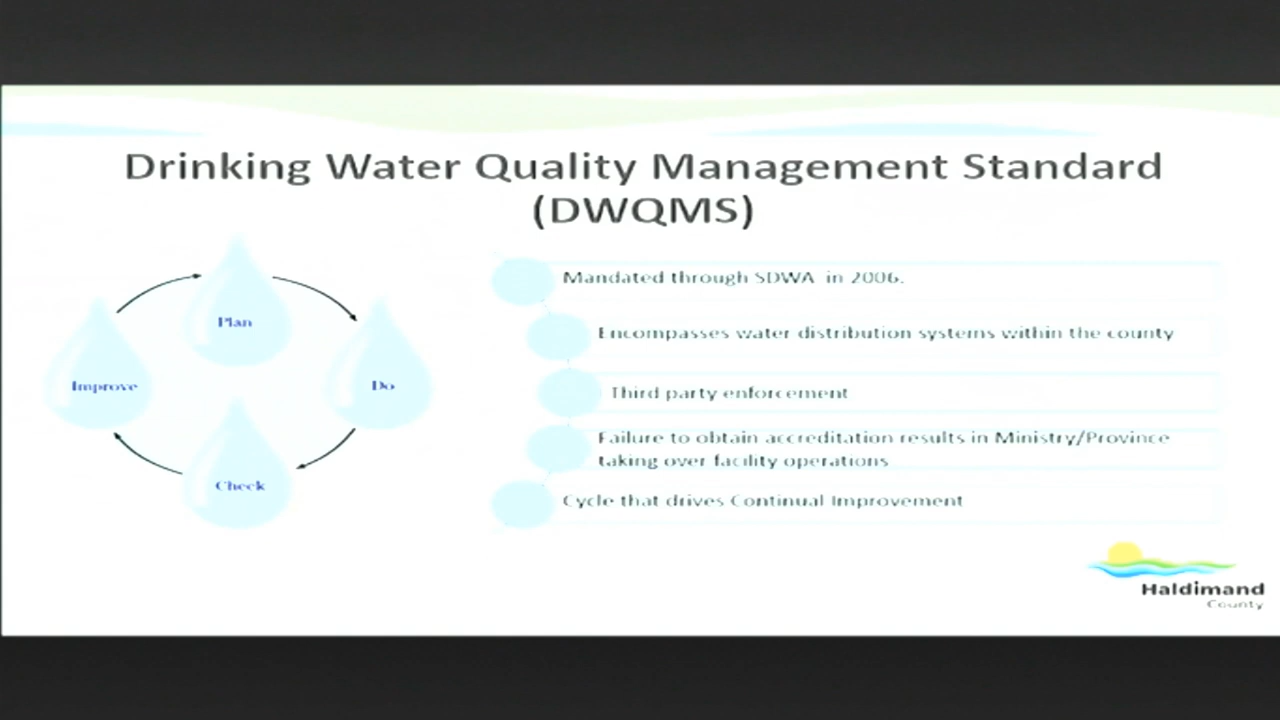 Drinking Water Quality Management Standard
(DWQMS)
Plan
Do
Check
Improve
Mandated through SDWA in 2006.
Encompasses water distribution systems within the county
Third party enforcement
Failure to obtain accreditation results in Ministry/Province
taking over facility operations
Cycle that drives Continual Improvement
Haldimand
County